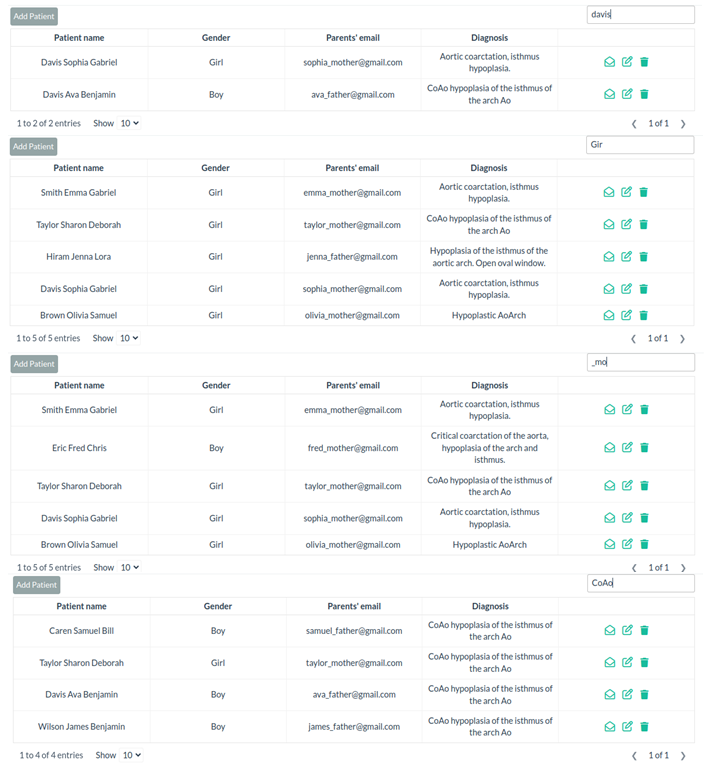 Add Patient davis
Patient name Gender Parents' email Diagnosis
Davis Sophia Gabriel Girl sophia_mother@gmail.com Aortic coarctation, isthmus
hypoplasia.
Davis Ava Benjamin Boy ava_father@gmail.com CoAo hypoplasia of the isthmus of
the arch Ao
1 to 2 of 2 entries Show 10 1 of 1
Add Patient Gir
Patient name Gender Parents' email Diagnosis
Smith Emma Gabriel Girl emma_mother@gmail.com Aortic coarctation, isthmus
hypoplasia.
Taylor Sharon Deborah Girl taylor_mother@gmail.com CoAo hypoplasia of the isthmus of
the arch Ao
Hiram Jenna Lora Girl jenna_father@gmail.com Hypoplasia of the isthmus of the
aortic arch. Open oval window.
Davis Sophia Gabriel Girl sophia_mother@gmail.com Aortic coarctation, isthmus
hypoplasia.
Brown Olivia Samuel Girl olivia_mother@gmail.com Hypoplastic AoArch
1 to 5 of 5 entries Show 10 1 of 1
Add Patient _mo
Patient name Gender Parents' email Diagnosis
Smith Emma Gabriel Girl emma_mother@gmail.com Aortic coarctation, isthmus
hypoplasia.
Eric Fred Chris Boy fred_mother@gmail.com Critical coarctation of the aorta,
hypoplasia of the arch and
isthmus.
Taylor Sharon Deborah Girl taylor_mother@gmail.com CoAo hypoplasia of the isthmus of
the arch Ao
Davis Sophia Gabriel Girl sophia_mother@gmail.com Aortic coarctation, isthmus
hypoplasia.
Brown Olivia Samuel Girl olivia_mother@gmail.com Hypoplastic AoArch
1 to 5 of 5 entries Show 10 1 of 1
Add Patient CoAo
Patient name Gender Parents' email Diagnosis
Caren Samuel Bill Boy samuel_father@gmail.com CoAo hypoplasia of the isthmus of
the arch Ao
Taylor Sharon Deborah Girl taylor_mother@gmail.com CoAo hypoplasia of the isthmus of
the arch Ao
Davis Ava Benjamin Boy ava_father@gmail.com CoAo hypoplasia of the isthmus of
the arch Ao
Wilson James Benjamin Boy james_father@gmail.com CoAo hypoplasia of the isthmus of
the arch Ao
1 to 4 of 4 entries Show 10 1 of 1